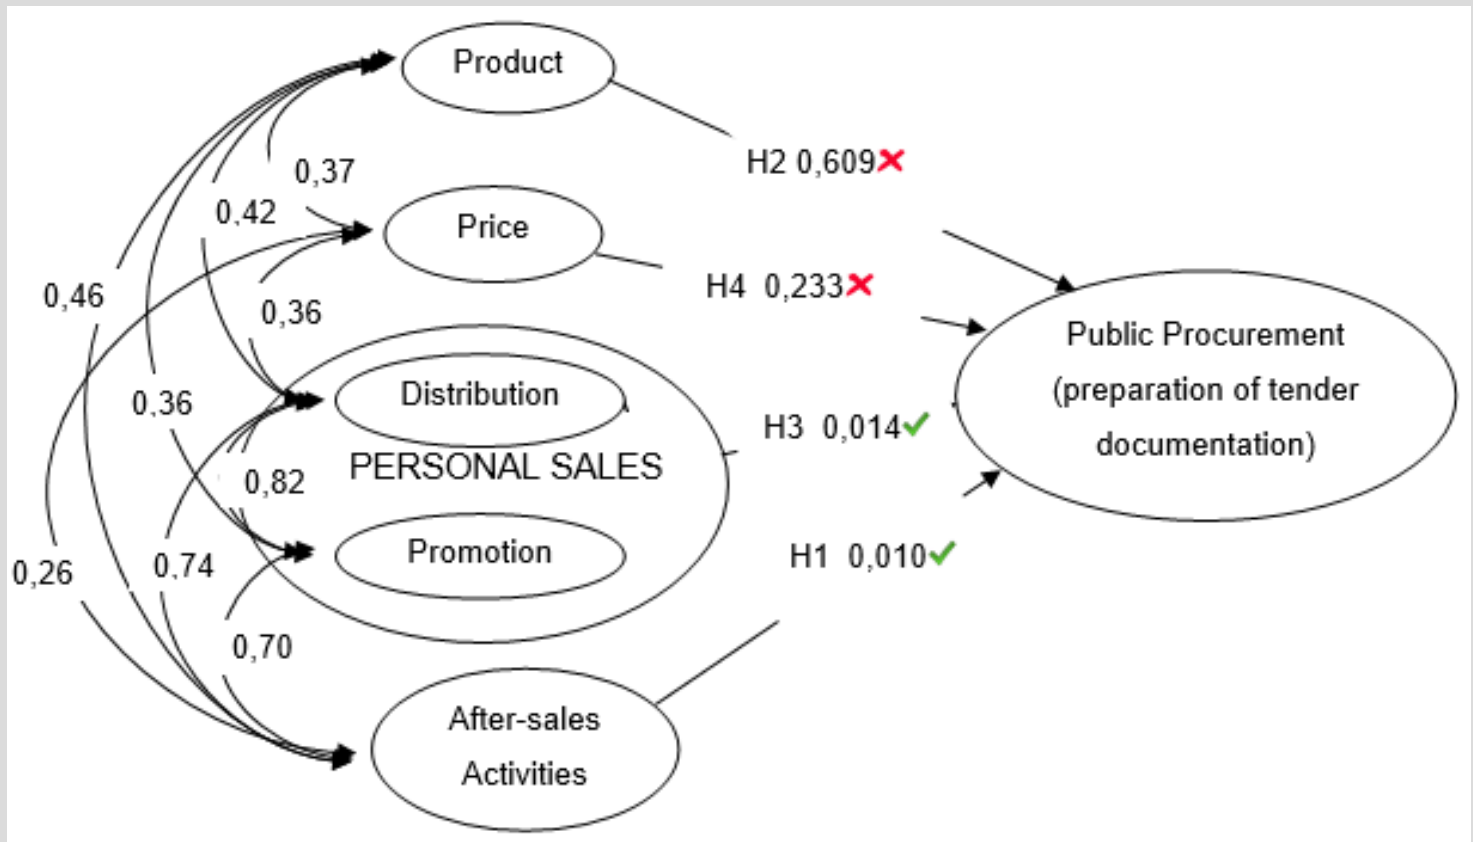 Product
H2 0,609
0,37
0,42
Price
H4 0,233
0,46
0,36
Public Procurement
(preparation of tender
documentation)
Distribution
0,36
H3 0,014
PERSONAL SALES
0,82
Promotion
H1 0,010
0,26
0,74
0,70
After-sales
Activities